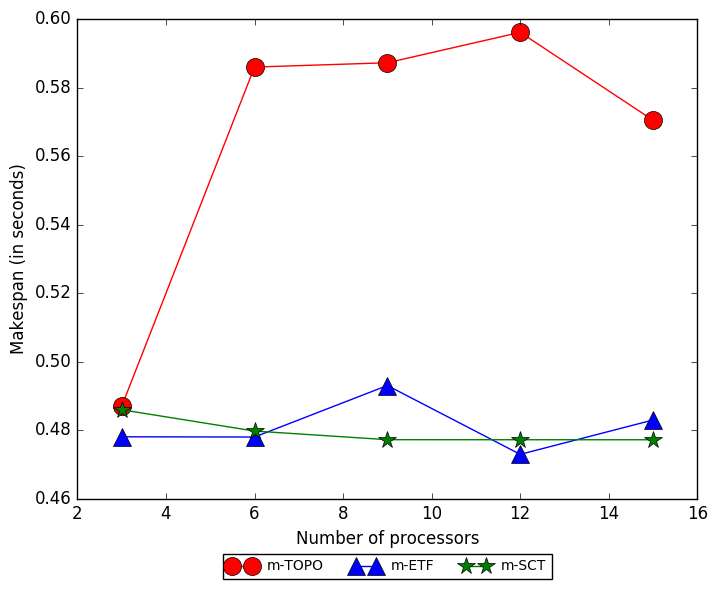 0.60
0.58
0.56
0.54
0.52
0.50
0.48
0.46
Makespan (in seconds)
2 4 6 8 10 12 14 16
Number of processors
m-TOPO m-ETF m-SCT